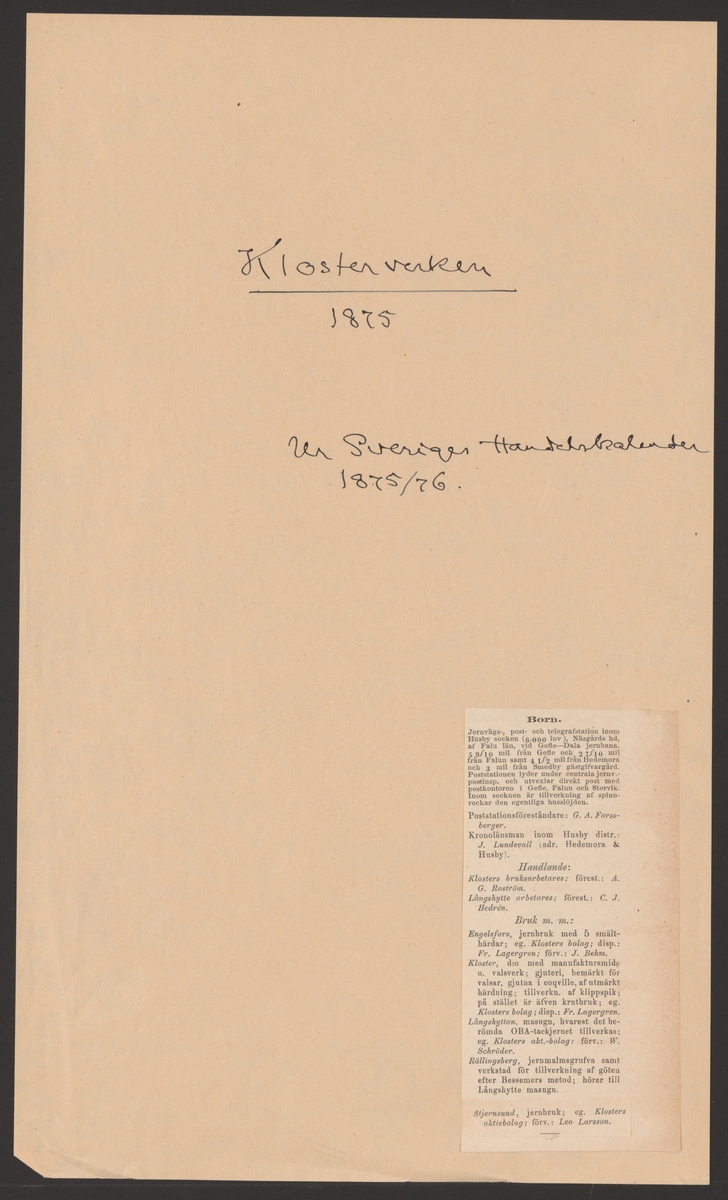 Klosterverken
1875
Ur Sveriges Handelskalender
1875/76.
Born.
Jernvägs-, post- och telegrafstation inom
Husby socken (6,000 inv), Näsgårds hd,
af Falu län, vid Gefle—Dala jernbana,
5 9/10 mil från Gefle och 2 7/10 mil
från Falun samt 4 1/2 mil från Hedemora
och 3 mil från Smedby gästgifvargård.
Poststationen lyder under centrala jernv.-
postinsp. och utvexlar direkt post med
postkontoren i Gefle, Falun och Storvik.
Inom socknen är tillverkning af spinn-
rockar den egentliga husslöjden.
Poststationsföreståndare: G. A. Forss-
berger.
Kronolänsman inom Husby distr.:
J. Lundevall (adr. Hedemora &
Husby).
Handlande:
Klosters bruksarbetares; förest.: A.
G. Roström.
Långshytte arbetares; förest.: C. J.
Hedrén.
Bruk m. m.:
Engelsfors, jernbruk med 5 smält-
härdar; eg. Klosters bolag; disp.:
Fr. Lagergren; förv.: J. Behm.
Kloster, d:o med manufaktursmide
o. valsverk; gjuteri, bemärkt för
valsar, gjutna i coqville, af utmärkt
härdning; tillverkn. af klippspik;
på stället är äfven krutbruk; eg.
Klosters bolag; disp.: Fr. Lagergren.
Långshyttan, masugn, hvarest det be-
römda OBA-tackjernet tillverkas;
eg. Klosters akt.-bolag: förv.: W.
Schröder.
Rällingsberg, jernmalmsgrufva samt
verkstad för tillverkning af göten
efter Bessemers metod; hörer till
Långshytte masugn.
Stjernsund, jernbruk; eg. Klosters
aktiebolag; förv.: Leo Larsson.